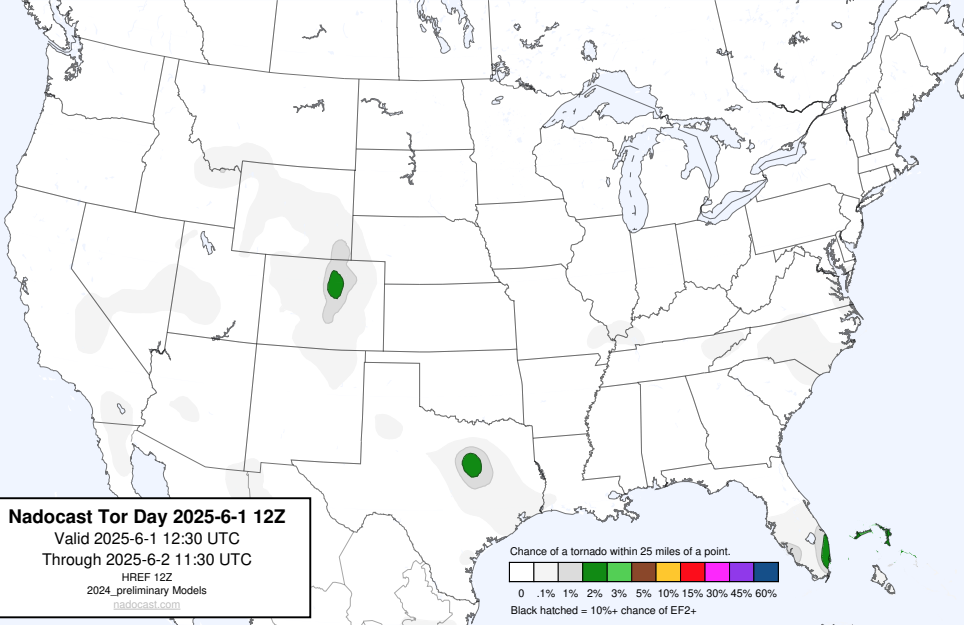 Nadocast Tor Day 2025-6-1 12Z
Valid 2025-6-1 12:30 UTC
Through 2025-6-2 11:30 UTC
HREF 12Z
2024_preliminary Models
nadocast.com
Chance of a tornado within 25 miles of a point.
0 .1% 1% 2% 3% 5% 10% 15% 30% 45% 60%
Black hatched = 10%+ chance of EF2+